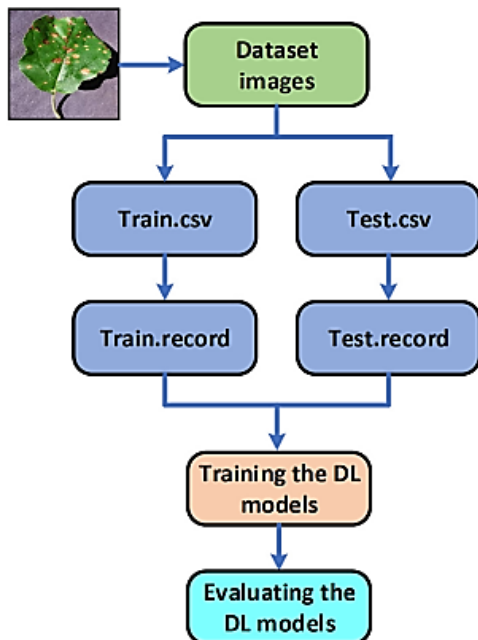 Dataset
images
Train.csv
Test.csv
Train.record
Test.record
Training the DL
models
Evaluating the
DL models